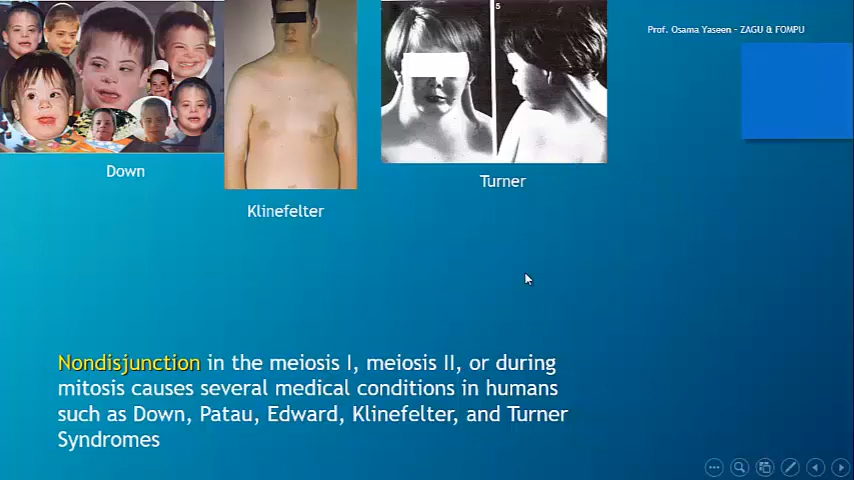 5
Prof. Osama Yaseen - ZAGU & FOMPU
Down
Turner
Klinefelter
Nondisjunction in the meiosis I, meiosis II, or during
mitosis causes several medical conditions in humans
such as Down, Patau, Edward, Klinefelter, and Turner
Syndromes